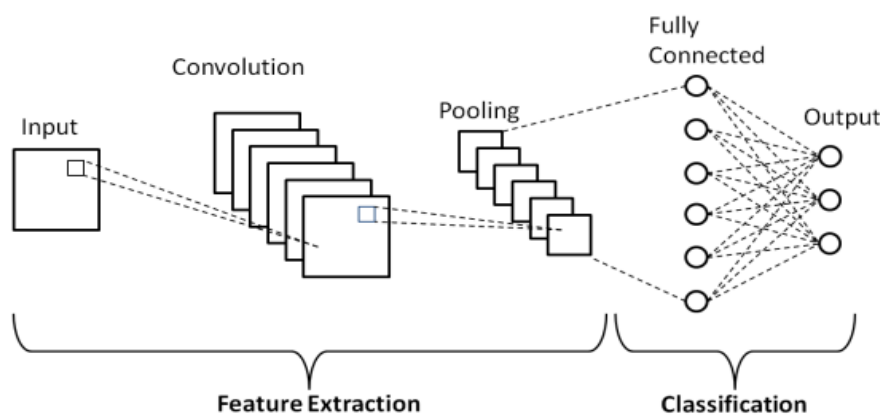 Input
Convolution
Pooling
Fully
Connected
Output
Feature Extraction
Classification